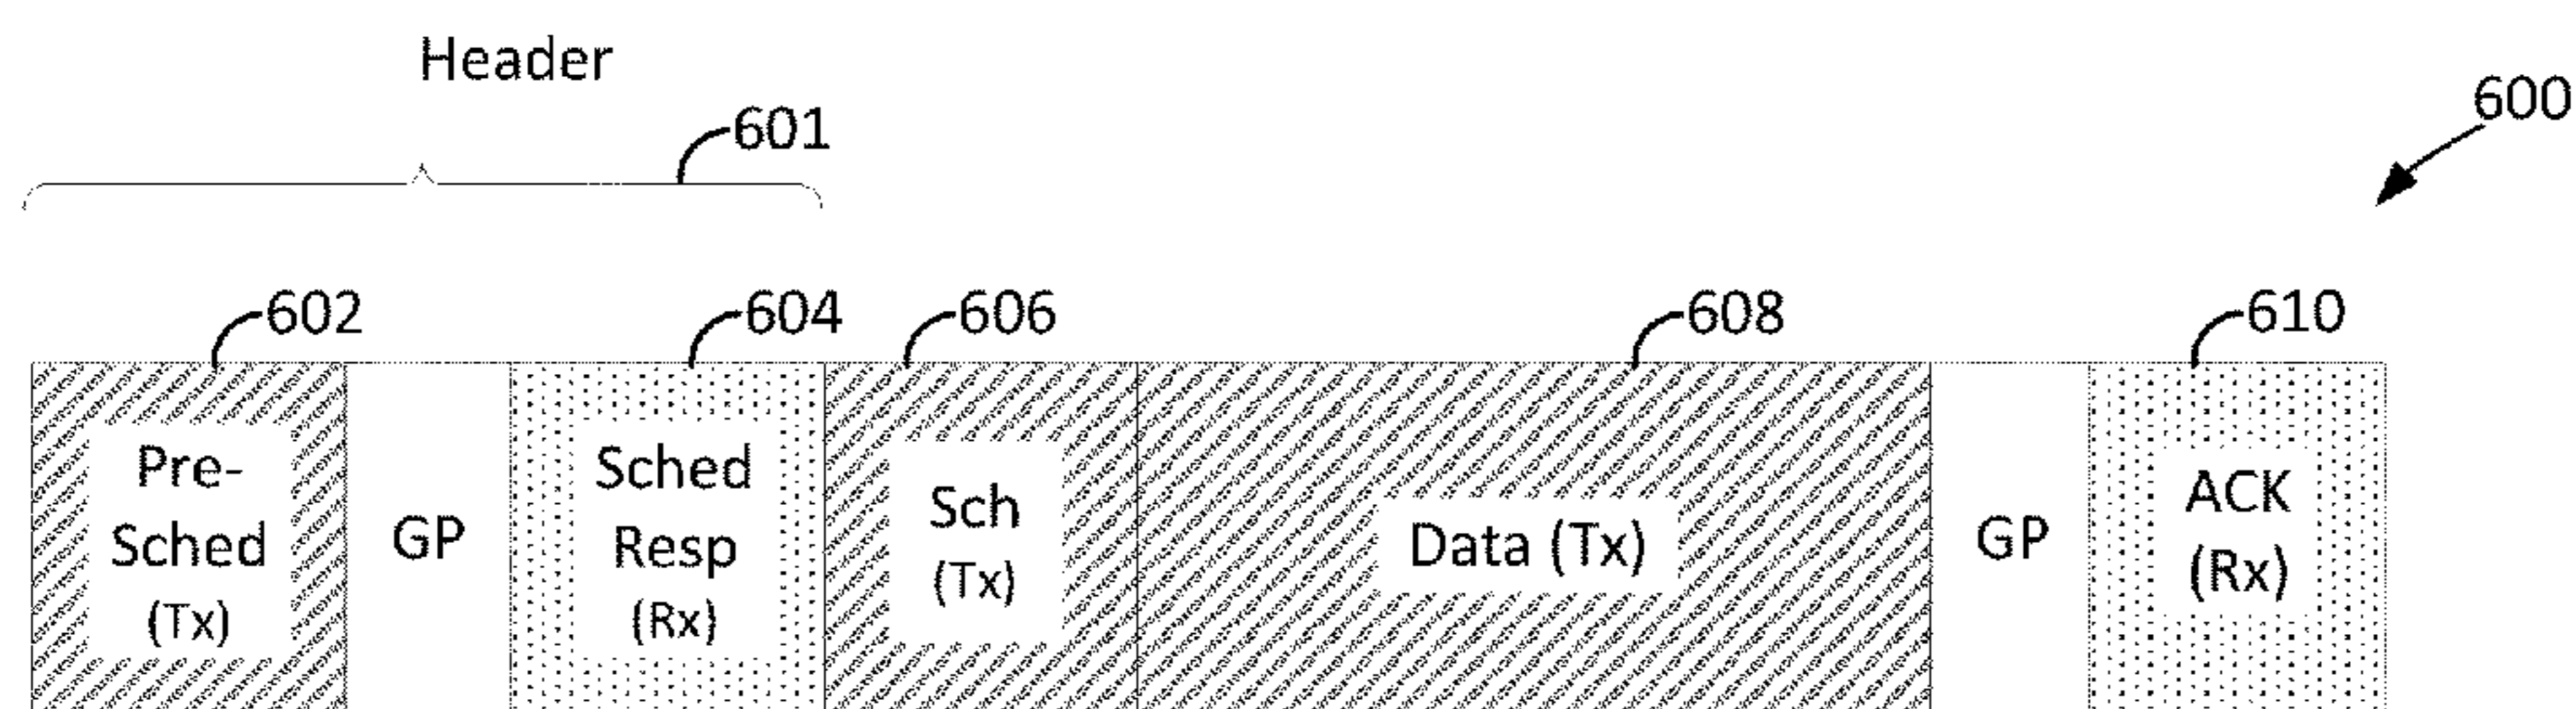 Header
601
600
602
604
606
608
610
Pre-
Sched
(Tx)
GP
Sched
Resp
(Rx)
Sch
(Tx)
Data (Tx)
GP
ACK
(Rx)